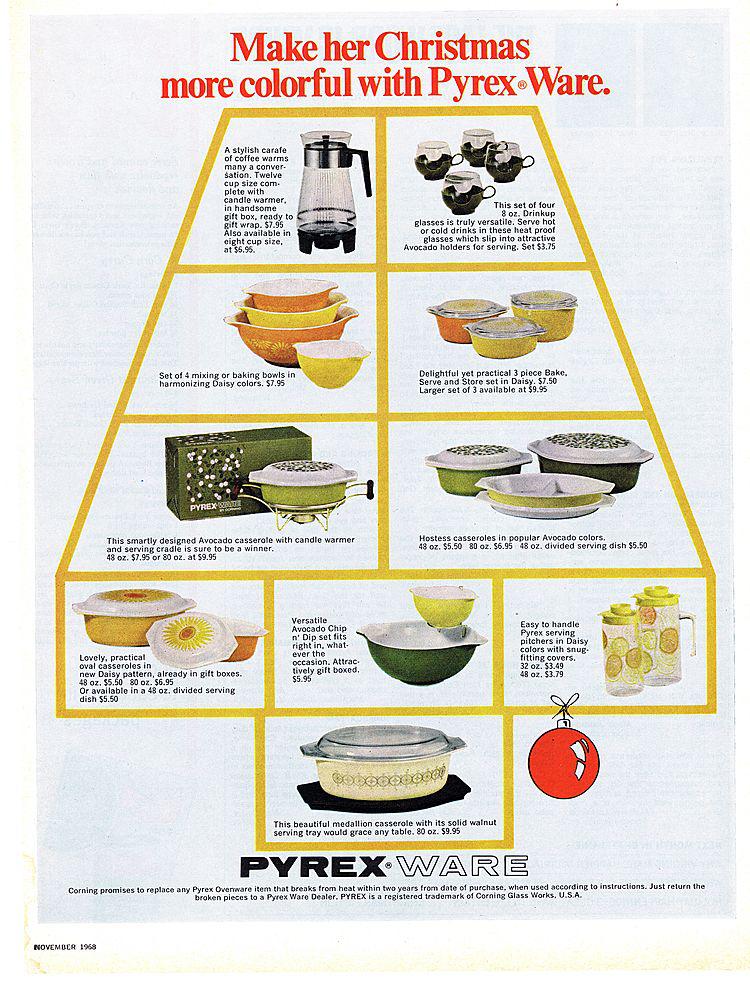 Make her Christmas
more colorful with Pyrex® Ware.
A stylish carafe
of coffee warms
many a conver-
sation. Twelve
cup size com-
plete with
candle warmer,
in handsome
gift box, ready to
gift wrap. $7.95
Also available in
eight cup size,
at $6.95.
This set of four
8 oz. Drinkup
glasses is truly versatile. Serve hot
or cold drinks in these heat proof
glasses which slip into attractive
Avocado holders for serving. Set $3.75
Set of 4 mixing or baking bowls in
harmonizing Daisy colors. $7.95
Delightful yet practical 3 piece Bake,
Serve and Store set in Daisy. $7.50
Larger set of 3 available at $9.95
PYREX WARE
BY CORNING
This smartly designed Avocado casserole with candle warmer
and serving cradle is sure to be a winner.
48 oz. $7.95 or 80 oz. at $9.95
Hostess casseroles in popular Avocado colors.
48 oz. $5.50 80 oz. $6.95 48 oz. divided serving dish $5.50
Lovely, practical
oval casseroles in
new Daisy pattern, already in gift boxes.
48 oz. $5.50 80 oz. $6.95
Or available in a 48 oz. divided serving
dish $5.50
Versatile
Avocado Chip
n' Dip set fits
right in, what-
ever the
occasion. Attrac-
tively gift boxed.
$5.95
Easy to handle
Pyrex serving
pitchers in Daisy
colors with snug-
fitting covers.
32 oz. $3.49
48 oz. $3.79
This beautiful medallion casserole with its solid walnut
serving tray would grace any table. 80 oz. $9.95
PYREX® WARE
Corning promises to replace any Pyrex Ovenware item that breaks from heat within two years from date of purchase, when used according to instructions. Just return the
broken pieces to a Pyrex Ware Dealer. PYREX is a registered trademark of Corning Glass Works, U.S.A.
NOVEMBER 1968